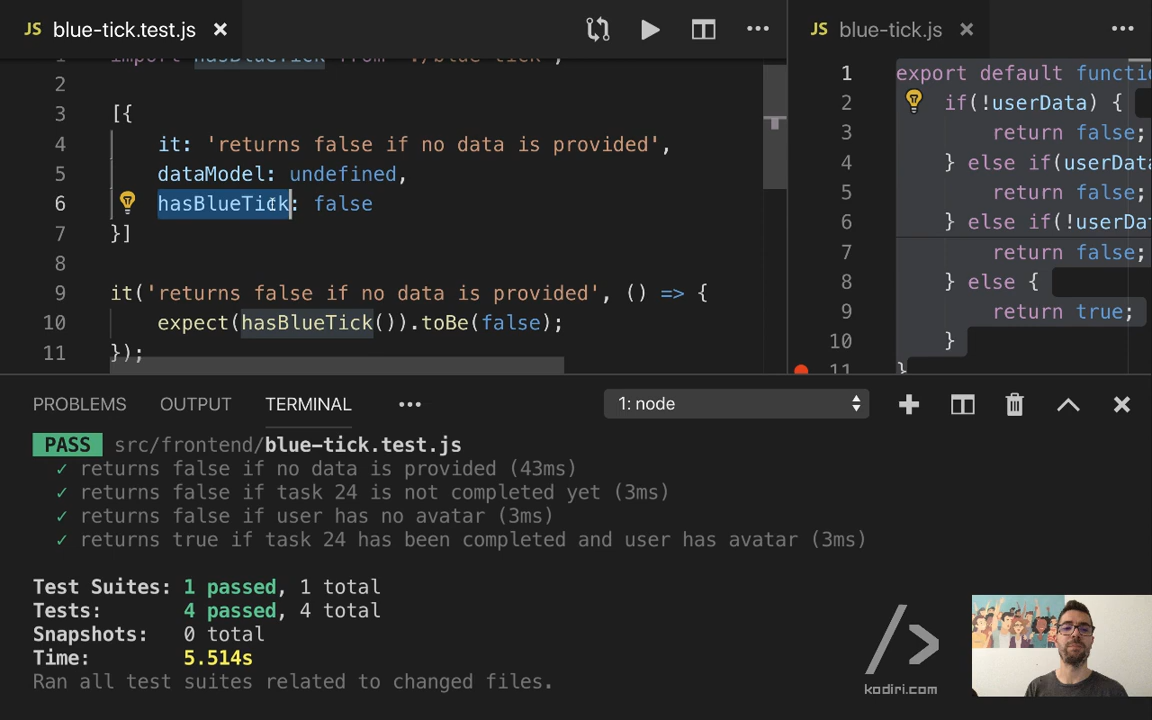 JS blue-tick.test.js × ···
JS blue-tick.js × ···
1 import hasBlueTick from './blue-tick';
2
3 [{
4 it: 'returns false if no data is provided',
5 dataModel: undefined,
6 hasBlueTick: false
7 }]
8
9 it('returns false if no data is provided', () => {
10 expect(hasBlueTick()).toBe(false);
11 });
1 export default functi
2 if(!userData) {
3 return false;
4 } else if(userData
5 return false;
6 } else if(!userDa
7 return false;
8 } else {
9 return true;
10 }
11 }
PROBLEMS OUTPUT TERMINAL ··· 1: node
PASS src/frontend/blue-tick.test.js
✓ returns false if no data is provided (43ms)
✓ returns false if task 24 is not completed yet (3ms)
✓ returns false if user has no avatar (3ms)
✓ returns true if task 24 has been completed and user has avatar (3ms)
Test Suites: 1 passed, 1 total
Tests: 4 passed, 4 total
Snapshots: 0 total
Time: 5.514s
Ran all test suites related to changed files.
/>
kodiri.com